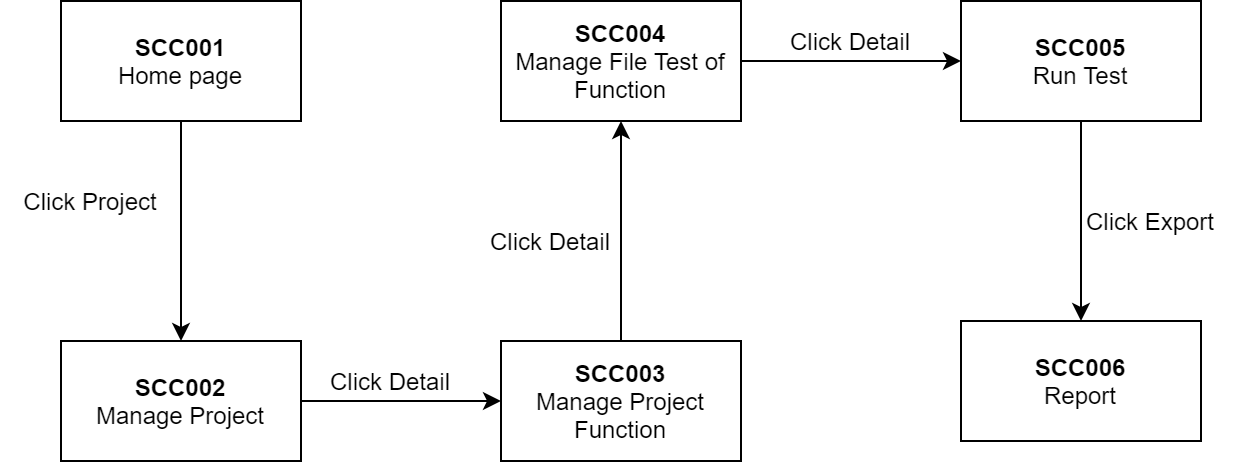 SCC001
Home page
Click Project
SCC002
Manage Project
Click Detail
SCC003
Manage Project
Function
Click Detail
SCC004
Manage File Test of
Function
Click Detail
SCC005
Run Test
Click Export
SCC006
Report